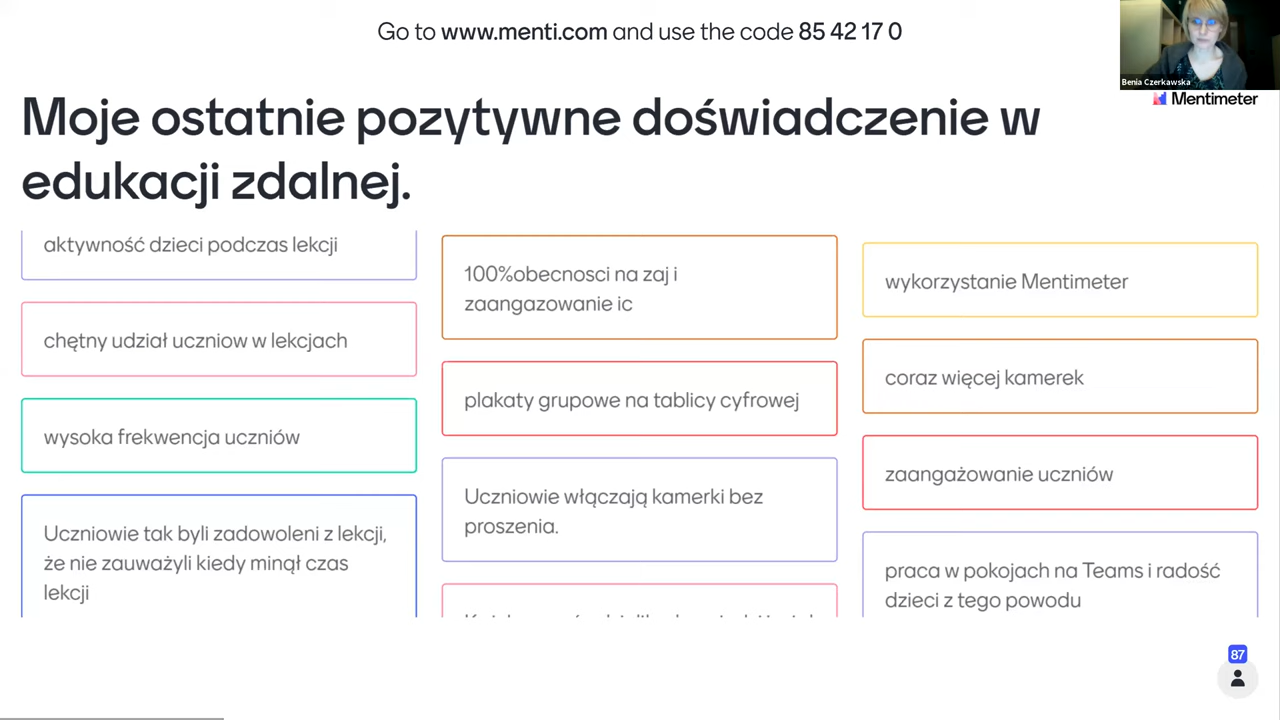 Go to www.menti.com and use the code 85 42 17 0
Benia Czerkawska
Mentimeter
Moje ostatnie pozytywne doświadczenie w
edukacji zdalnej.
aktywność dzieci podczas lekcji
chętny udział uczniow w lekcjach
wysoka frekwencja uczniów
Uczniowie tak byli zadowoleni z lekcji,
że nie zauważyli kiedy minął czas
lekcji
100%obecnosci na zaj i
zaangazowanie ic
plakaty grupowe na tablicy cyfrowej
Uczniowie włączają kamerki bez
proszenia.
wykorzystanie Mentimeter
coraz więcej kamerek
zaangażowanie uczniów
praca w pokojach na Teams i radość
dzieci z tego powodu
87